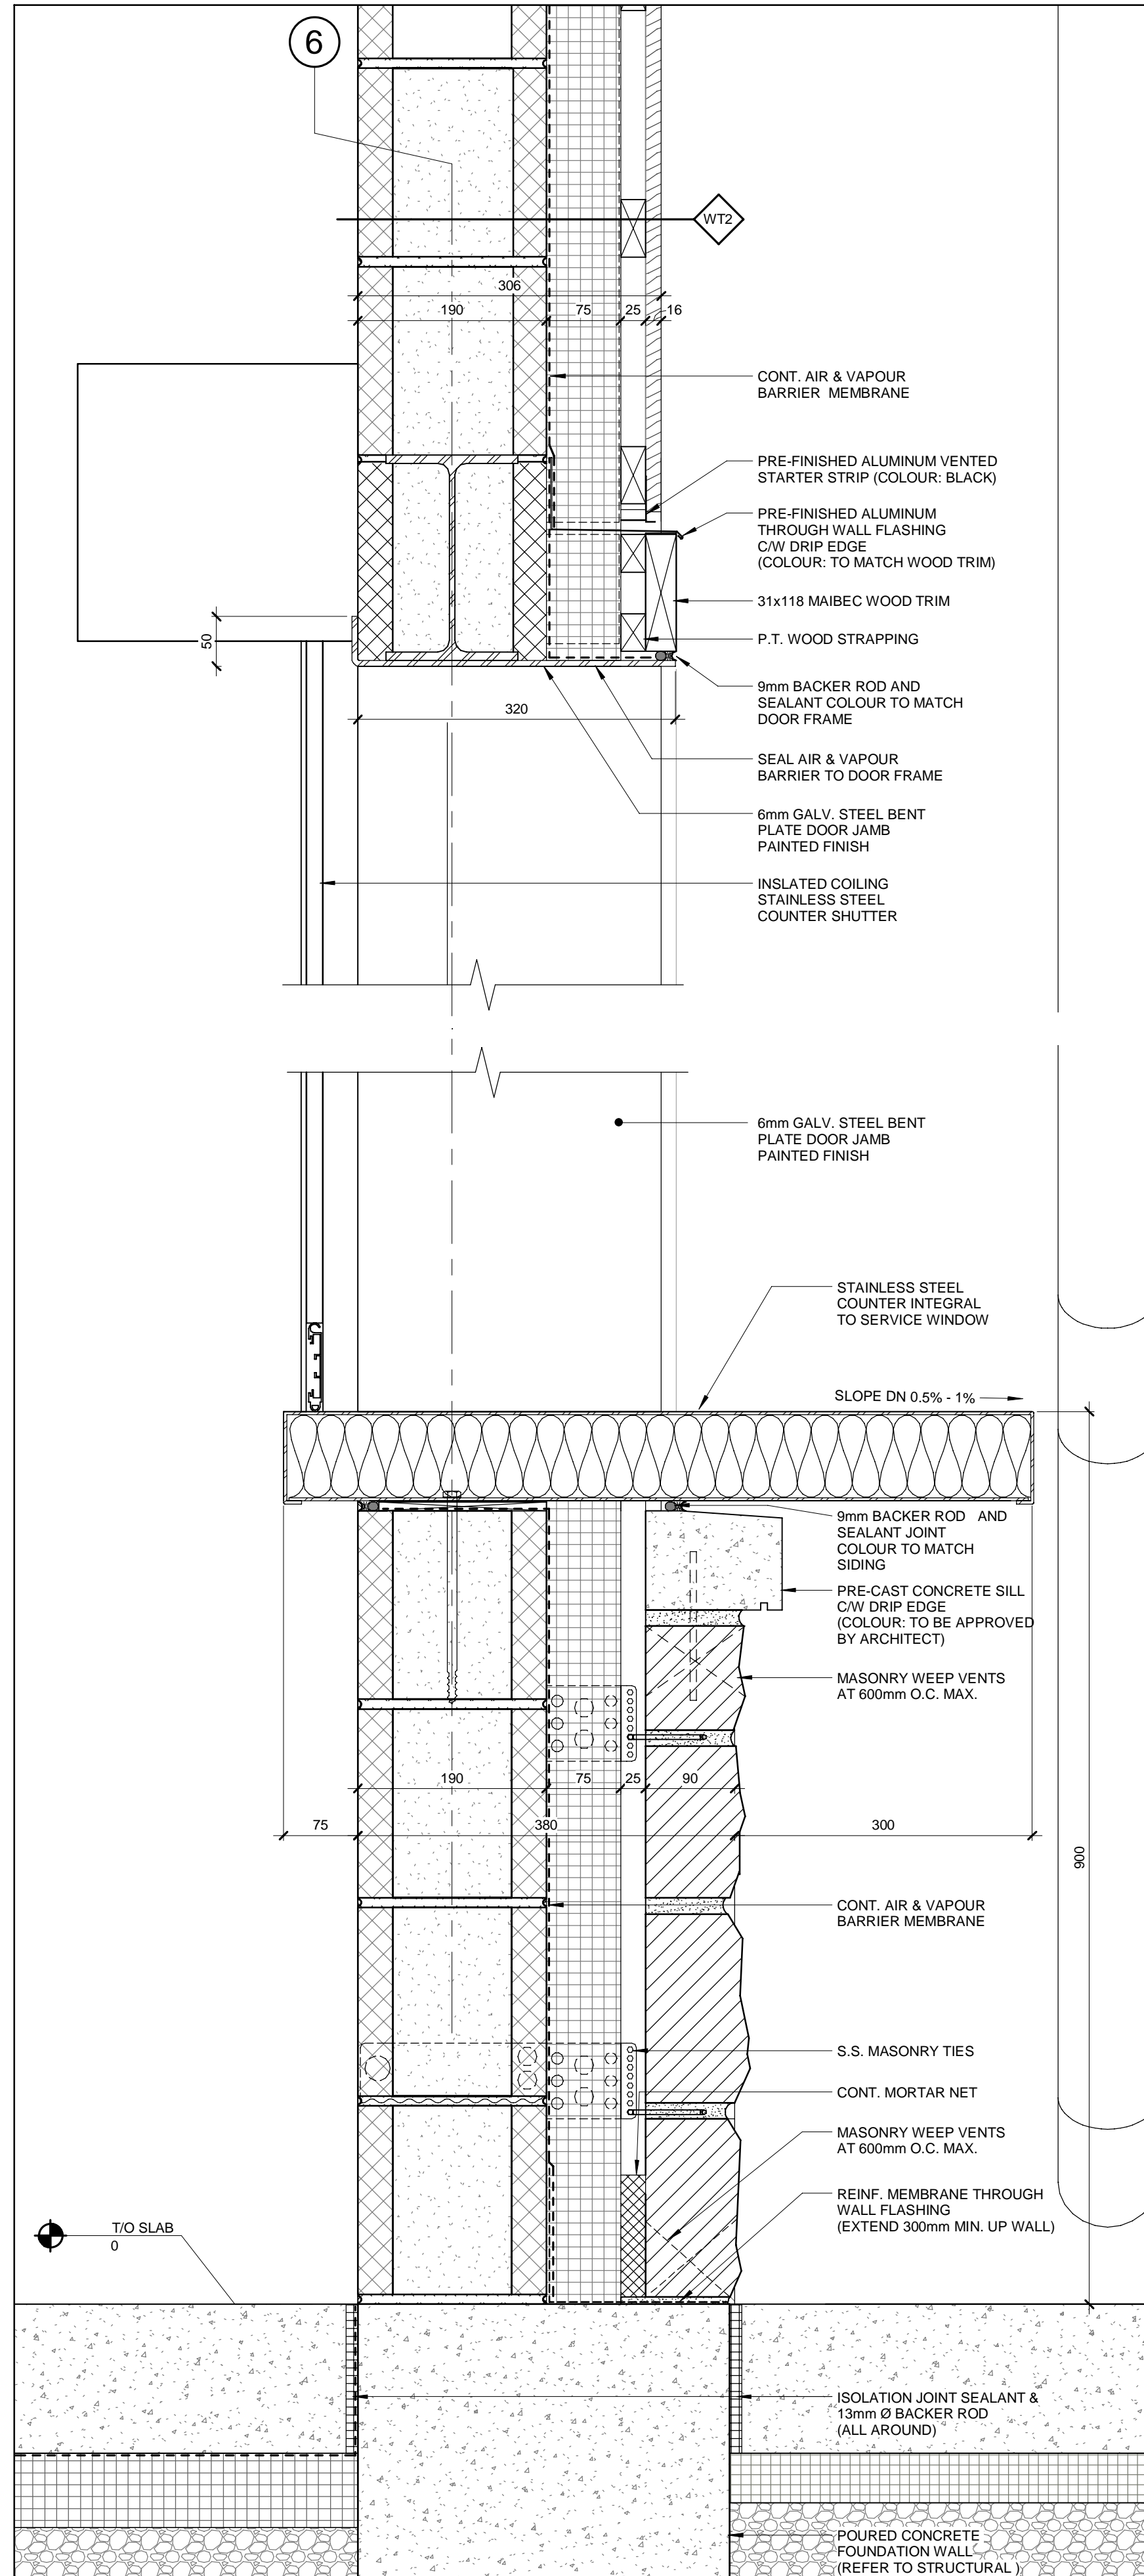 6
WT2
306
190
75
25
16
CONT. AIR & VAPOUR
BARRIER MEMBRANE
PRE-FINISHED ALUMINUM VENTED
STARTER STRIP (COLOUR: BLACK)
PRE-FINISHED ALUMINUM
THROUGH WALL FLASHING
C/W DRIP EDGE
(COLOUR: TO MATCH WOOD TRIM)
31x118 MAIBEC WOOD TRIM
50
P.T. WOOD STRAPPING
9mm BACKER ROD AND
SEALANT COLOUR TO MATCH
DOOR FRAME
320
SEAL AIR & VAPOUR
BARRIER TO DOOR FRAME
6mm GALV. STEEL BENT
PLATE DOOR JAMB
PAINTED FINISH
INSLATED COILING
STAINLESS STEEL
COUNTER SHUTTER
6mm GALV. STEEL BENT
PLATE DOOR JAMB
PAINTED FINISH
STAINLESS STEEL
COUNTER INTEGRAL
TO SERVICE WINDOW
SLOPE DN 0.5% - 1%
9mm BACKER ROD AND
SEALANT JOINT
COLOUR TO MATCH
SIDING
PRE-CAST CONCRETE SILL
C/W DRIP EDGE
(COLOUR: TO BE APPROVED
BY ARCHITECT)
MASONRY WEEP VENTS
AT 600mm O.C. MAX.
190
75
25
90
75
380
300
900
CONT. AIR & VAPOUR
BARRIER MEMBRANE
S.S. MASONRY TIES
CONT. MORTAR NET
MASONRY WEEP VENTS
AT 600mm O.C. MAX.
REINF. MEMBRANE THROUGH
WALL FLASHING
(EXTEND 300mm MIN. UP WALL)
T/O SLAB
0
ISOLATION JOINT SEALANT &
13mm Ø BACKER ROD
(ALL AROUND)
POURED CONCRETE
FOUNDATION WALL
(REFER TO STRUCTURAL )